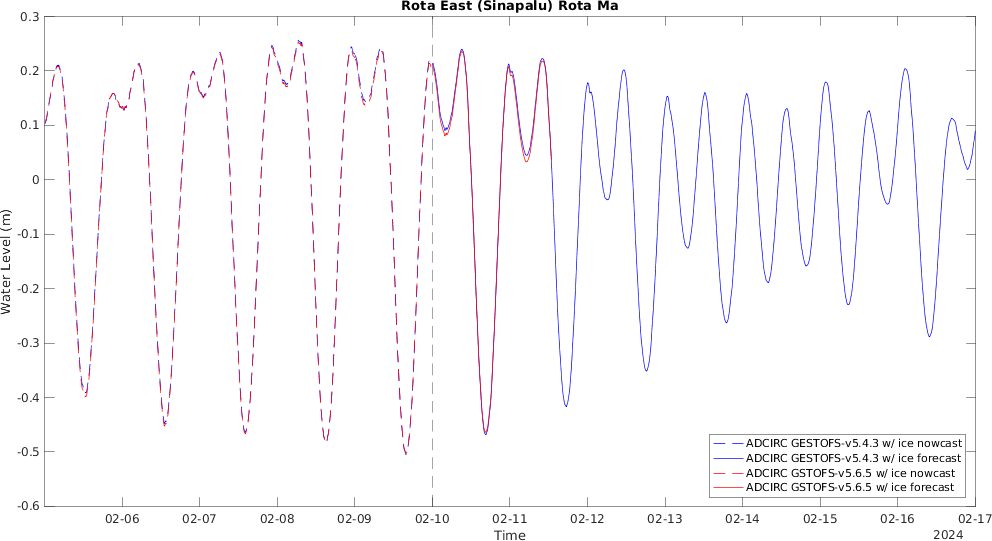 Rota East (Sinapalu) Rota Ma
0.3
0.2
0.1
0
-0.1
-0.2
-0.3
-0.4
-0.5
-0.6
Water Level (m)
02-06 02-07 02-08 02-09 02-10 02-11 02-12 02-13 02-14 02-15 02-16 02-17
Time
2024
ADCIRC GESTOFS-v5.4.3 w/ ice nowcast
ADCIRC GESTOFS-v5.4.3 w/ ice forecast
ADCIRC GSTOFS-v5.6.5 w/ ice nowcast
ADCIRC GSTOFS-v5.6.5 w/ ice forecast